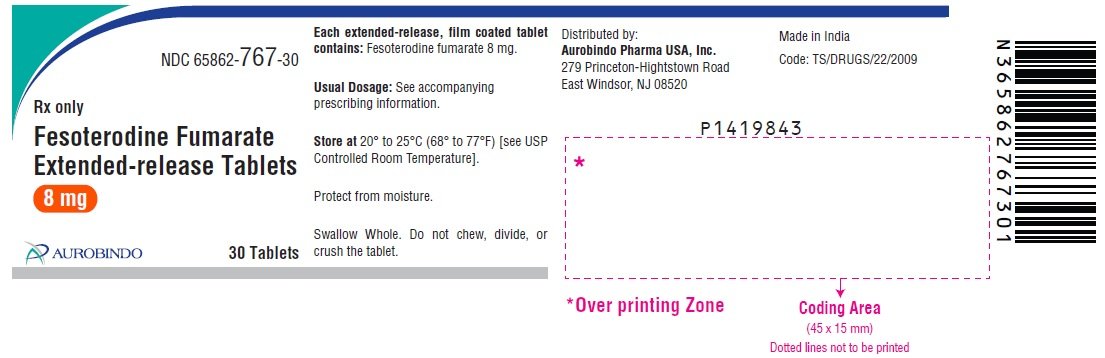 NDC 65862-767-30
Rx only
Fesoterodine Fumarate
Extended-release Tablets
8 mg
AUROBINDO
30 Tablets
Each extended-release, film coated tablet
contains: Fesoterodine fumarate 8 mg.
Usual Dosage: See accompanying
prescribing information.
Store at 20° to 25°C (68° to 77°F) [see USP
Controlled Room Temperature].
Protect from moisture.
Swallow Whole. Do not chew, divide, or
crush the tablet.
Distributed by:
Aurobindo Pharma USA, Inc.
279 Princeton-Hightstown Road
East Windsor, NJ 08520
Made in India
Code: TS/DRUGS/22/2009
P1419843
*
*Over printing Zone
Coding Area
(45 x 15 mm)
Dotted lines not to be printed
N365862767301